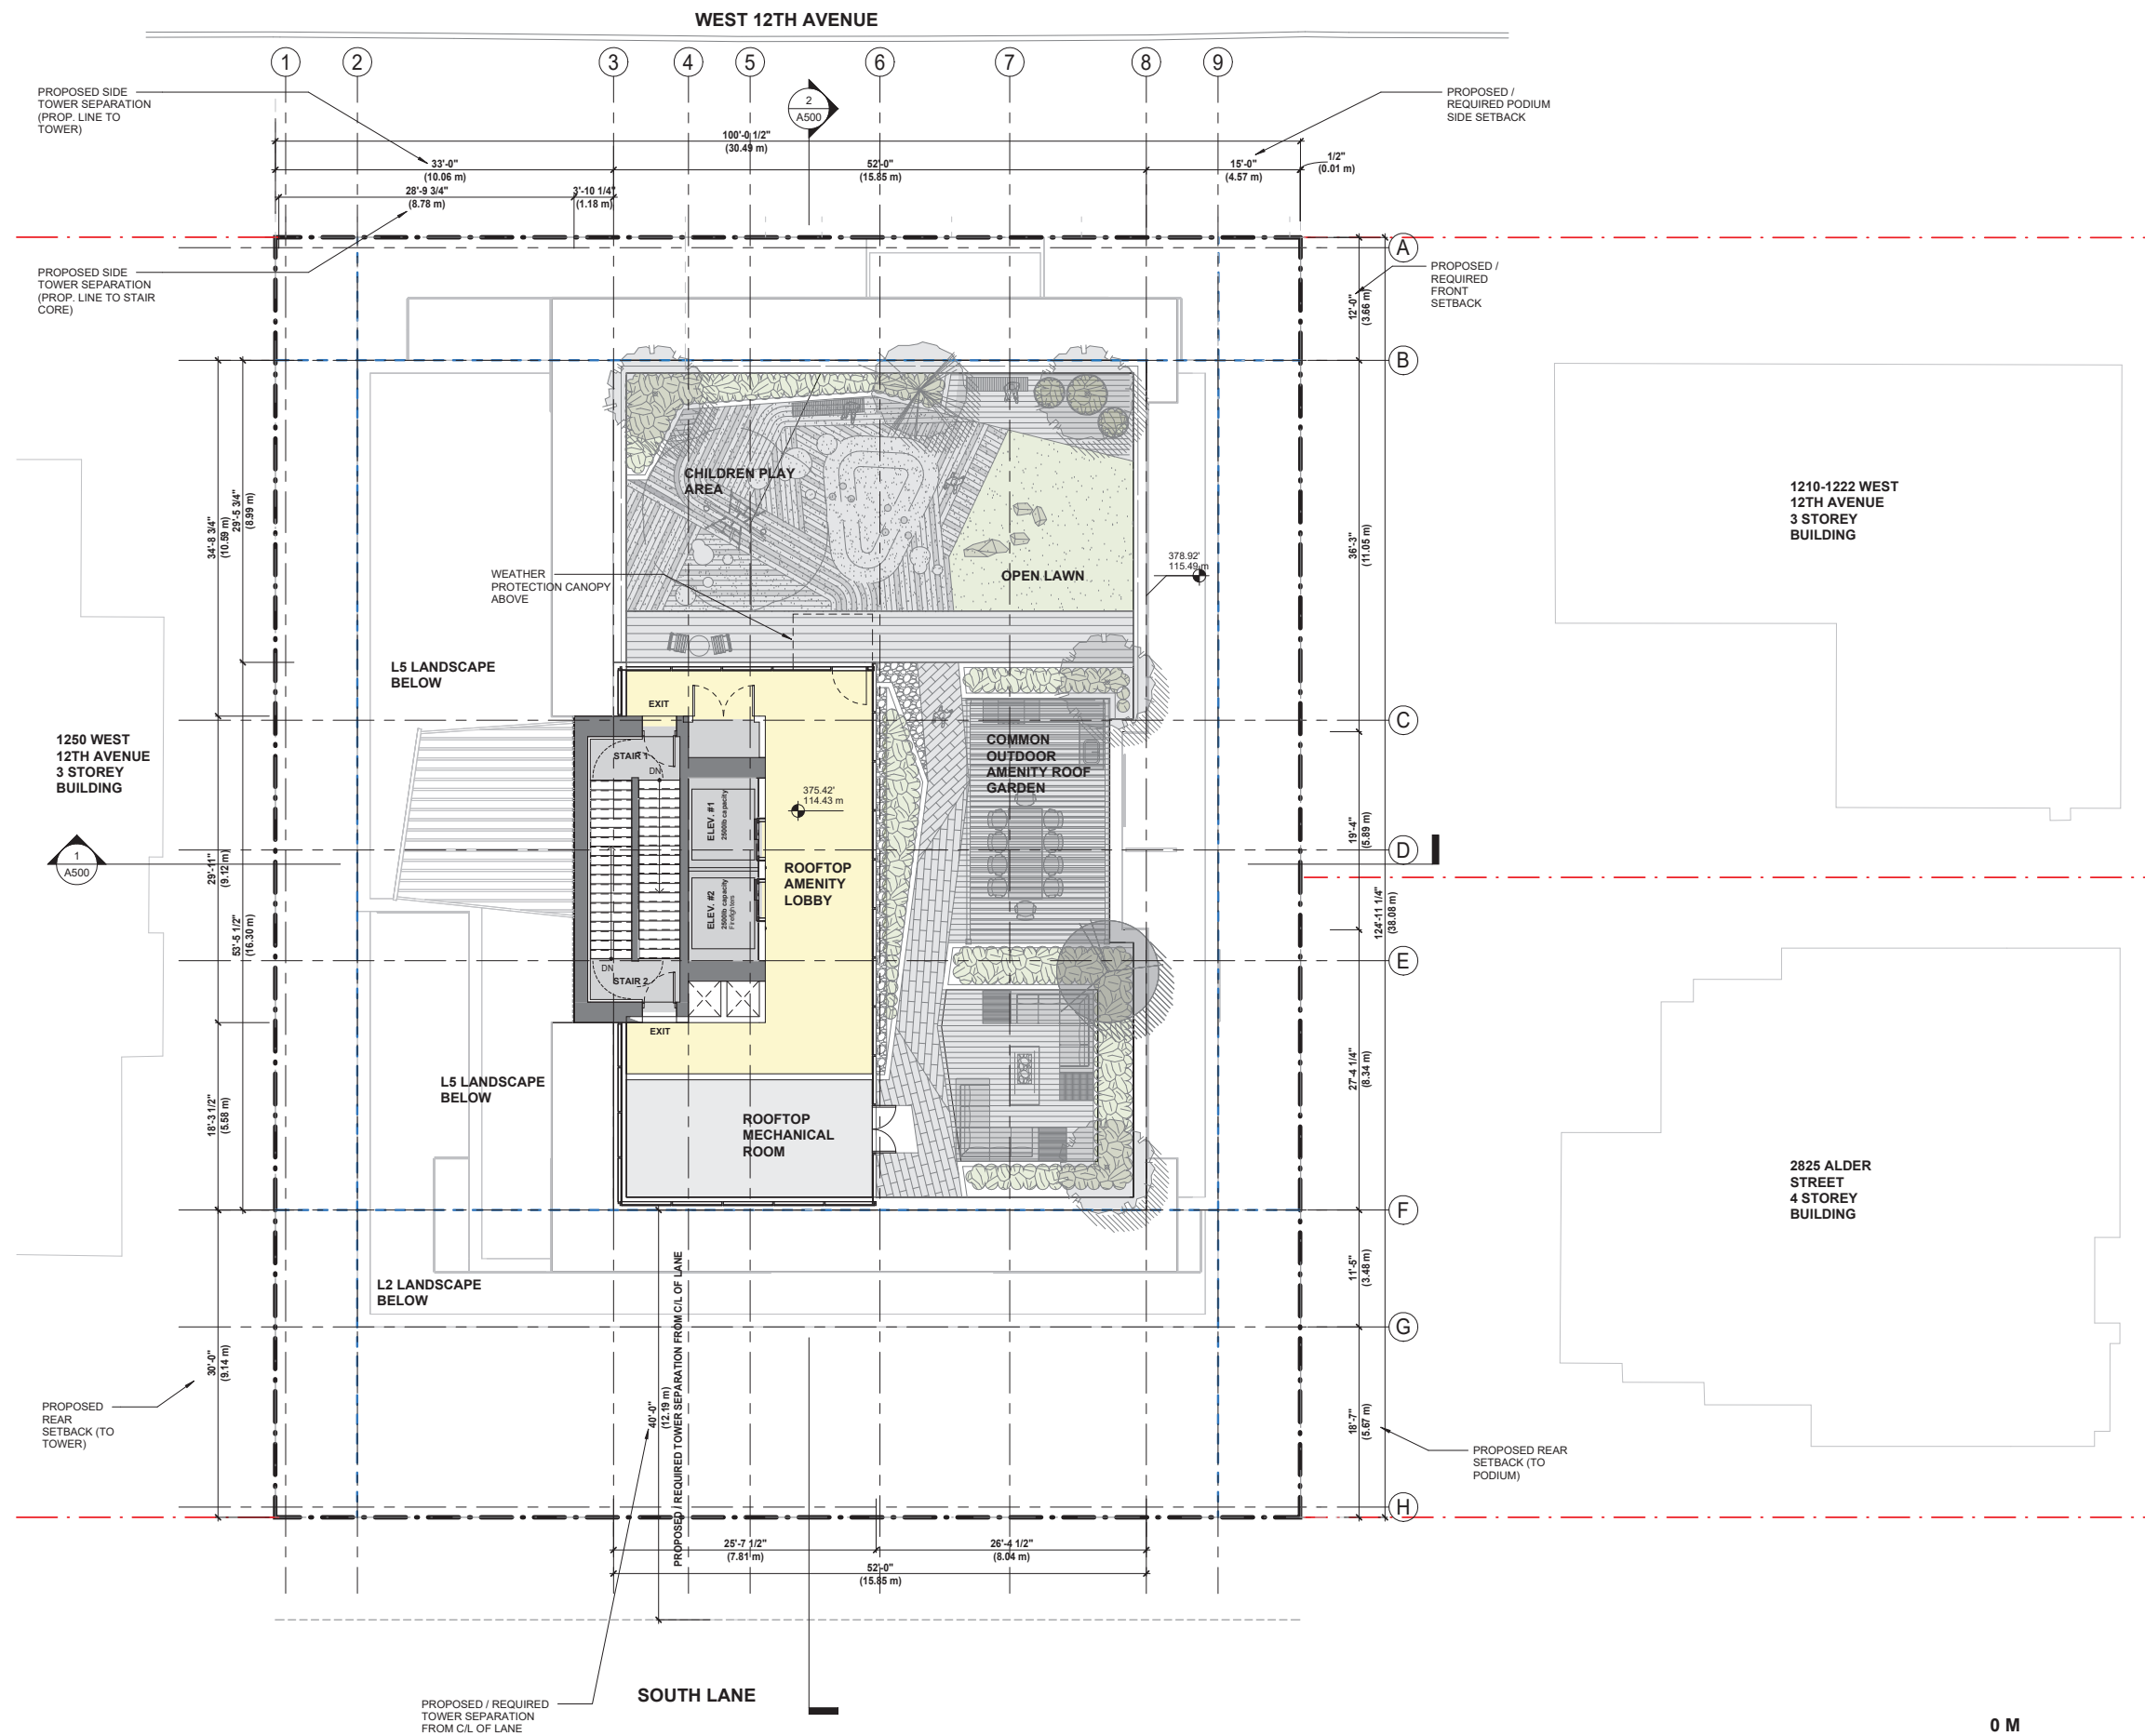 WEST 12TH AVENUE
1
2
3
4
5
6
7
8
9
PROPOSED SIDE
TOWER SEPARATION
(PROP. LINE TO
TOWER)
2
A500
PROPOSED /
REQUIRED PODIUM
SIDE SETBACK
100'-0 1/2"
(30.49 m)
33'-0"
(10.06 m)
52'-0"
(15.85 m)
15'-0"
(4.57 m)
1/2"
(0.01 m)
28'-9 3/4"
(8.78 m)
3'-10 1/4"
(1.18 m)
PROPOSED SIDE
TOWER SEPARATION
(PROP. LINE TO STAIR
CORE)
A
PROPOSED /
REQUIRED
FRONT
SETBACK
12'-0"
(3.66 m)
B
34'-8 3/4"
(10.59 m)
29'-5 3/4"
(8.99 m)
CHILDREN PLAY
AREA
OPEN LAWN
378.92'
115.49 m
36'-3"
(11.05 m)
1210-1222 WEST
12TH AVENUE
3 STOREY
BUILDING
WEATHER
PROTECTION CANOPY
ABOVE
L5 LANDSCAPE
BELOW
EXIT
C
1250 WEST
12TH AVENUE
3 STOREY
BUILDING
STAIR 1
DN
COMMON
OUTDOOR
AMENITY ROOF
GARDEN
375.42'
114.43 m
ELEV. #1
2500lb capacity
1
A500
29'-11"
(9.12 m)
19'-4"
(5.89 m)
D
ROOFTOP
AMENITY
LOBBY
ELEV. #2
2500lb capacity
Firefighters
53'-5 1/2"
(16.30 m)
124'-11 1/4"
(38.08 m)
E
DN
STAIR 2
EXIT
L5 LANDSCAPE
BELOW
18'-3 1/2"
(5.58 m)
27'-4 1/4"
(8.34 m)
ROOFTOP
MECHANICAL
ROOM
2825 ALDER
STREET
4 STOREY
BUILDING
F
L2 LANDSCAPE
BELOW
11'-5"
(3.48 m)
G
30'-0"
(9.14 m)
40'-0"
(12.19 m)
PROPOSED / REQUIRED TOWER SEPARATION FROM C/L OF LANE
18'-7"
(5.67 m)
PROPOSED
REAR
SETBACK (TO
TOWER)
PROPOSED REAR
SETBACK (TO
PODIUM)
H
25'-7 1/2"
(7.81 m)
26'-4 1/2"
(8.04 m)
52'-0"
(15.85 m)
SOUTH LANE
PROPOSED / REQUIRED
TOWER SEPARATION
FROM C/L OF LANE
0 M